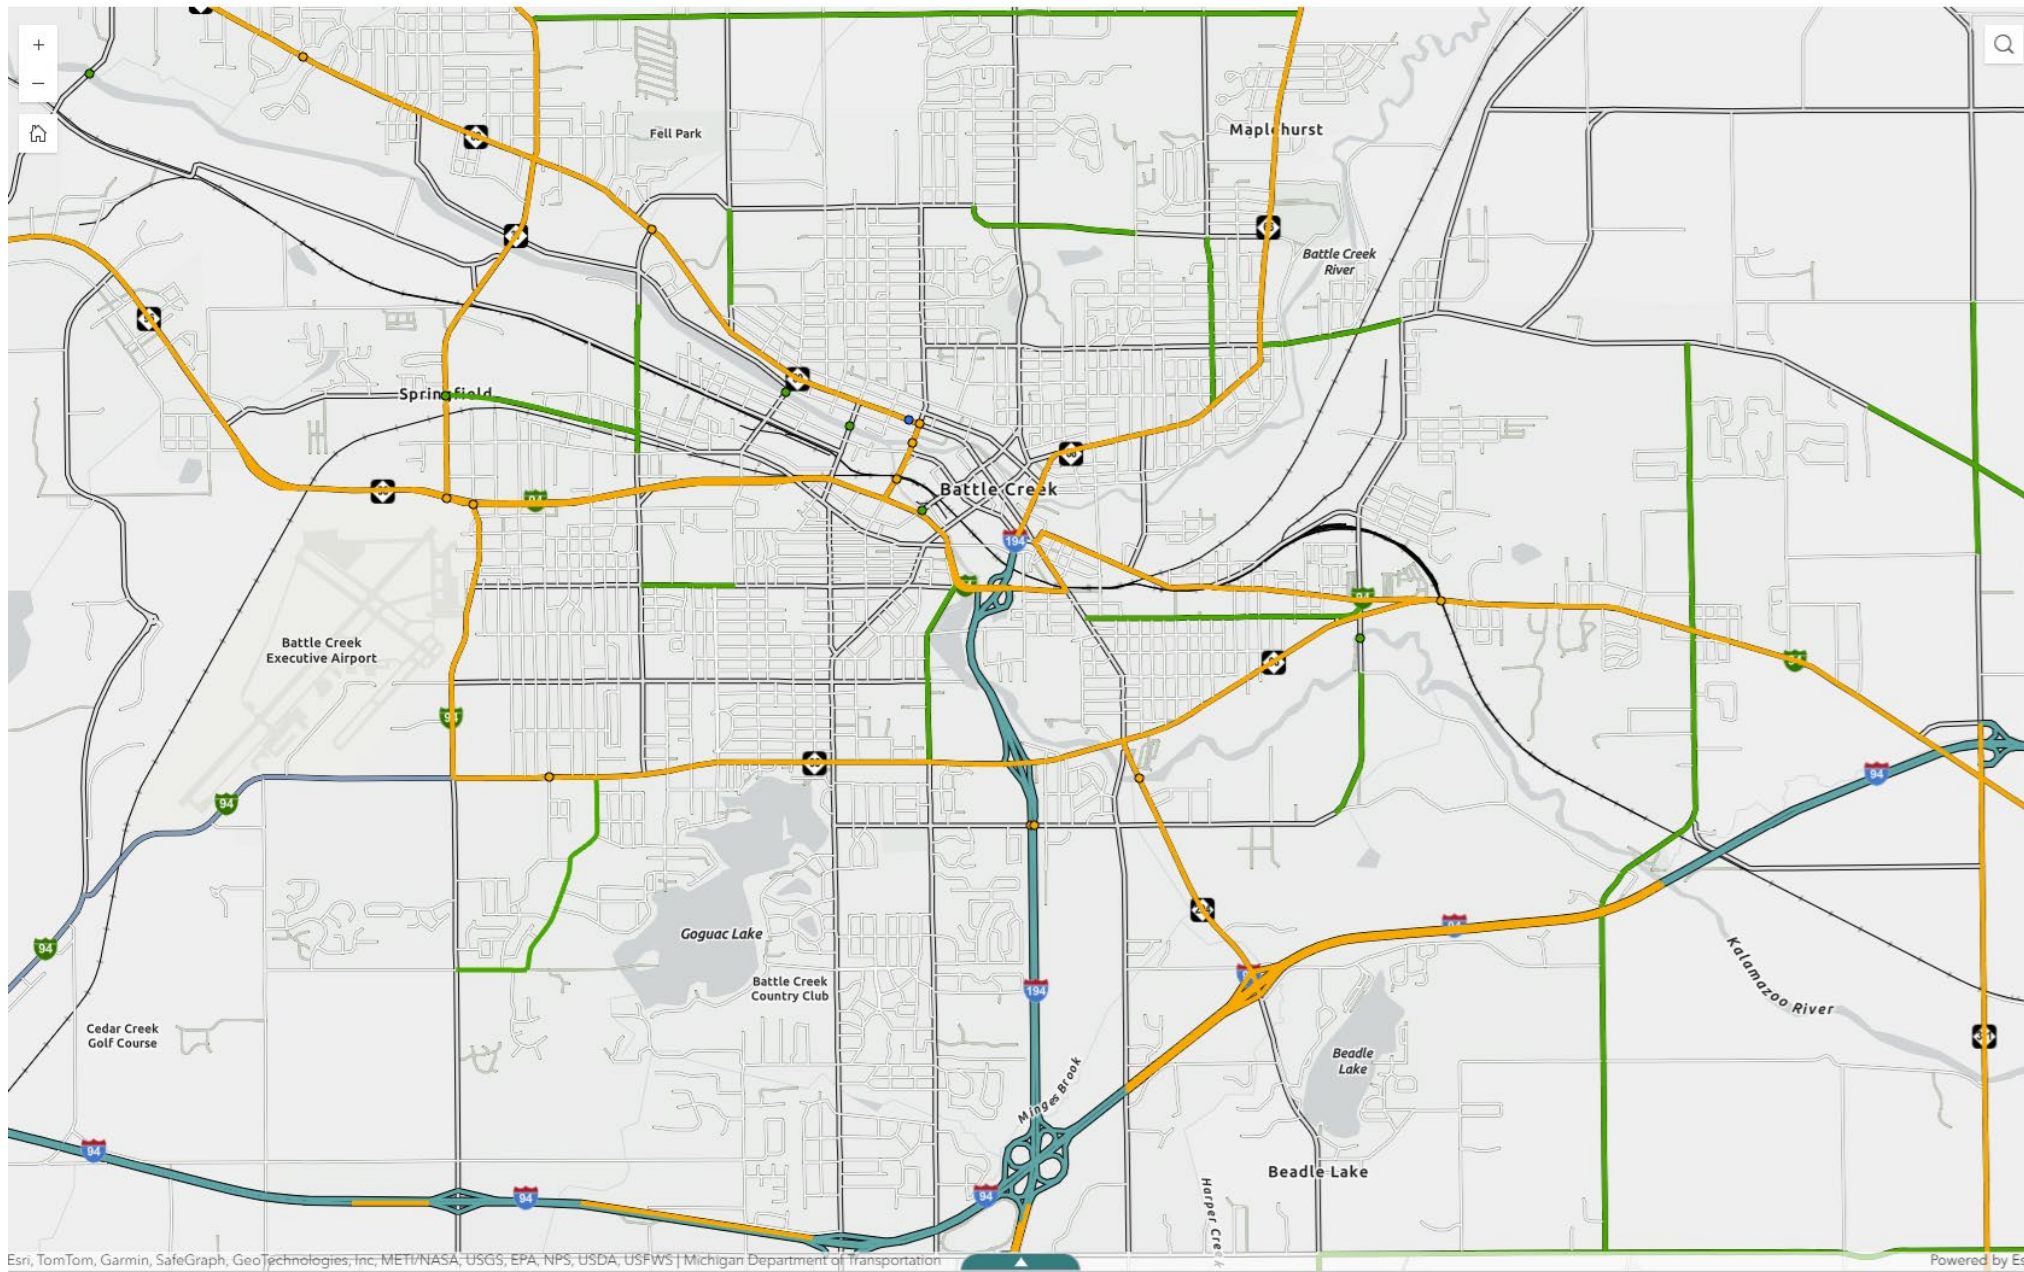 +
−
Fell Park
Maplehurst
Battle Creek
River
Springfield
Battle Creek
194
Battle Creek
Executive Airport
94
94
94
94
Goguac Lake
Battle Creek
Country Club
194
Kalamazoo River
Cedar Creek
Golf Course
Beadle
Lake
Minges Brook
94
94
94
Beadle Lake
Harper Creek
Esri, TomTom, Garmin, SafeGraph, GeoTechnologies, Inc, METI/NASA, USGS, EPA, NPS, USDA, USFWS | Michigan Department of Transportation
Powered by Es